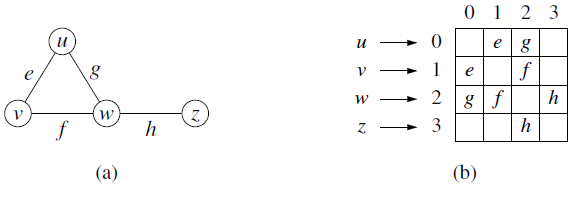 u
e
g
v
w
z
f
h
(a)
0 1 2 3
u 0 e g
v 1 e f
w 2 g f h
z 3 h
(b)